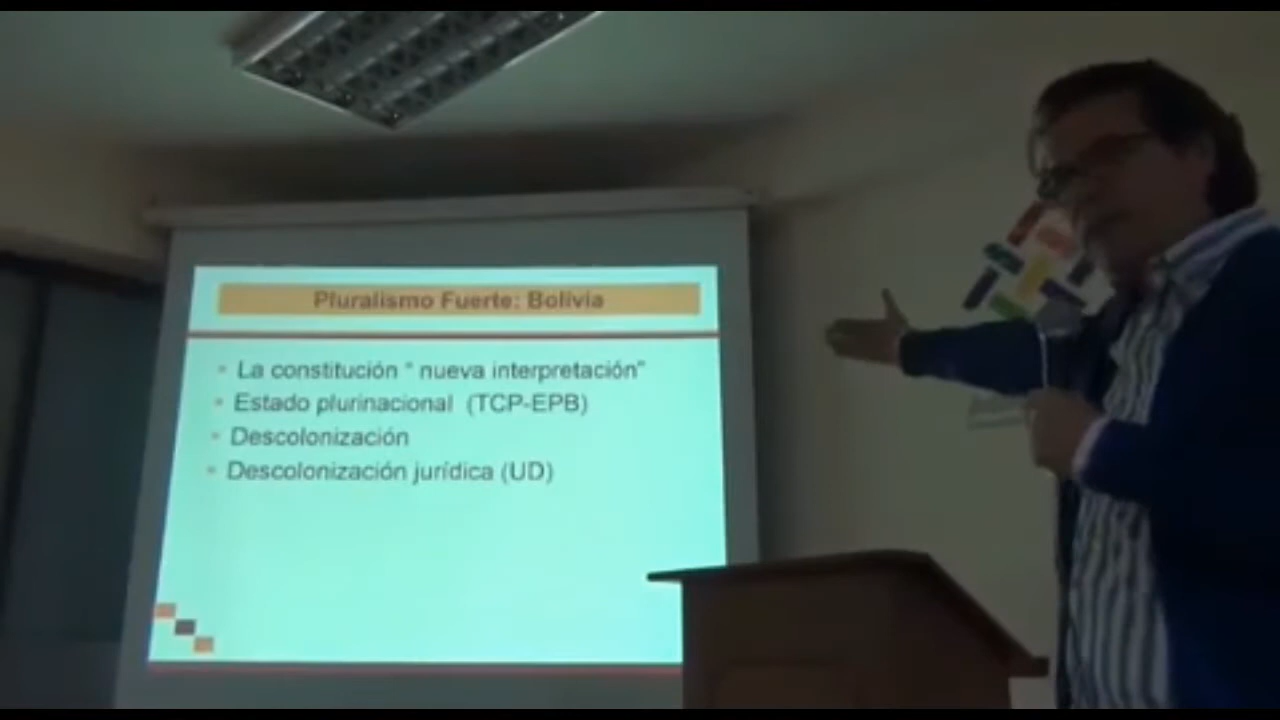 Pluralismo Fuerte: Bolivia
La constitución " nueva interpretación"
Estado plurinacional (TCP-EPB)
Descolonización
Descolonización jurídica (UD)